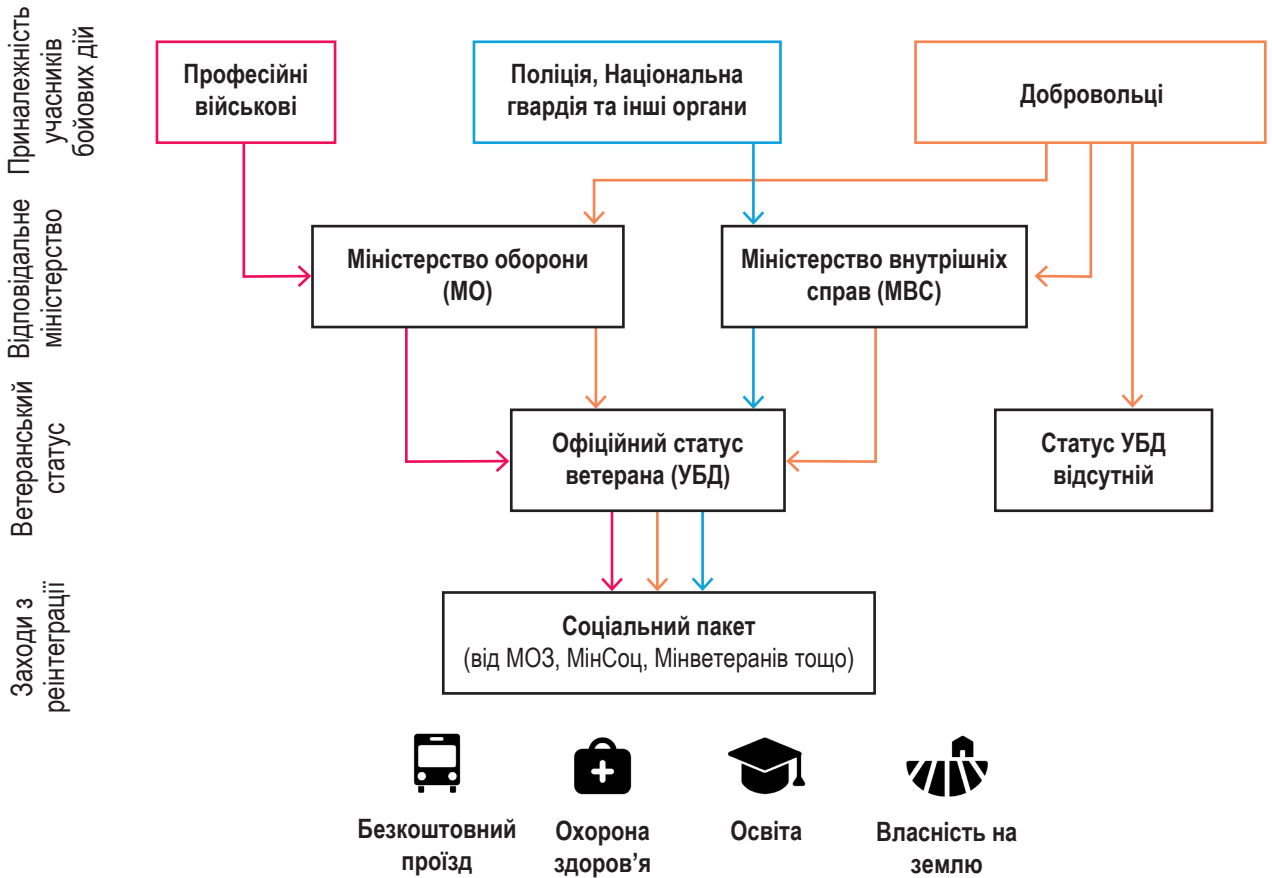 Приналежність
учасників
бойових дій
Професійні
військові
Поліція, Національна
гвардія та інші органи
Добровольці
Відповідальне
міністерство
Міністерство оборони
(МО)
Міністерство внутрішніх
справ (МВС)
Ветеранський
статус
Офіційний статус
ветерана (УБД)
Статус УБД
відсутній
Заходи з
реінтеграції
Соціальний пакет
(від МОЗ, МінСоц, Мінветеранів тощо)
Безкоштовний
проїзд
Охорона
здоров’я
Освіта
Власність на
землю